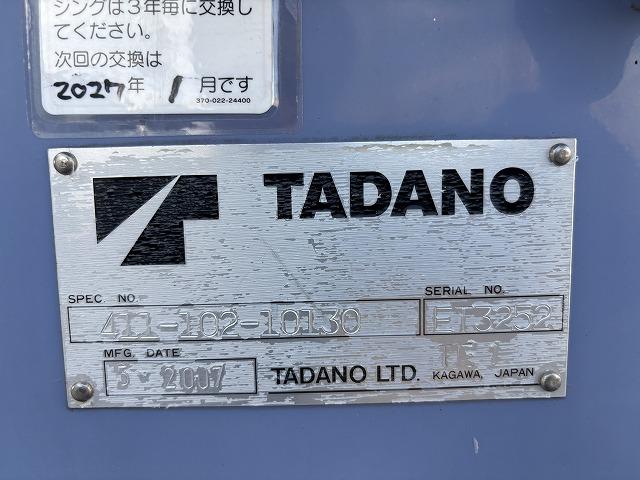 シングは3年毎に交換し
てください。
次回の交換は
2027年 1月です
370-022-24400
TADANO
SPEC NO. SERIAL NO.
411-102-10130 ET3252
MFG. DATE
3 2007 TADANO LTD. KAGAWA, JAPAN